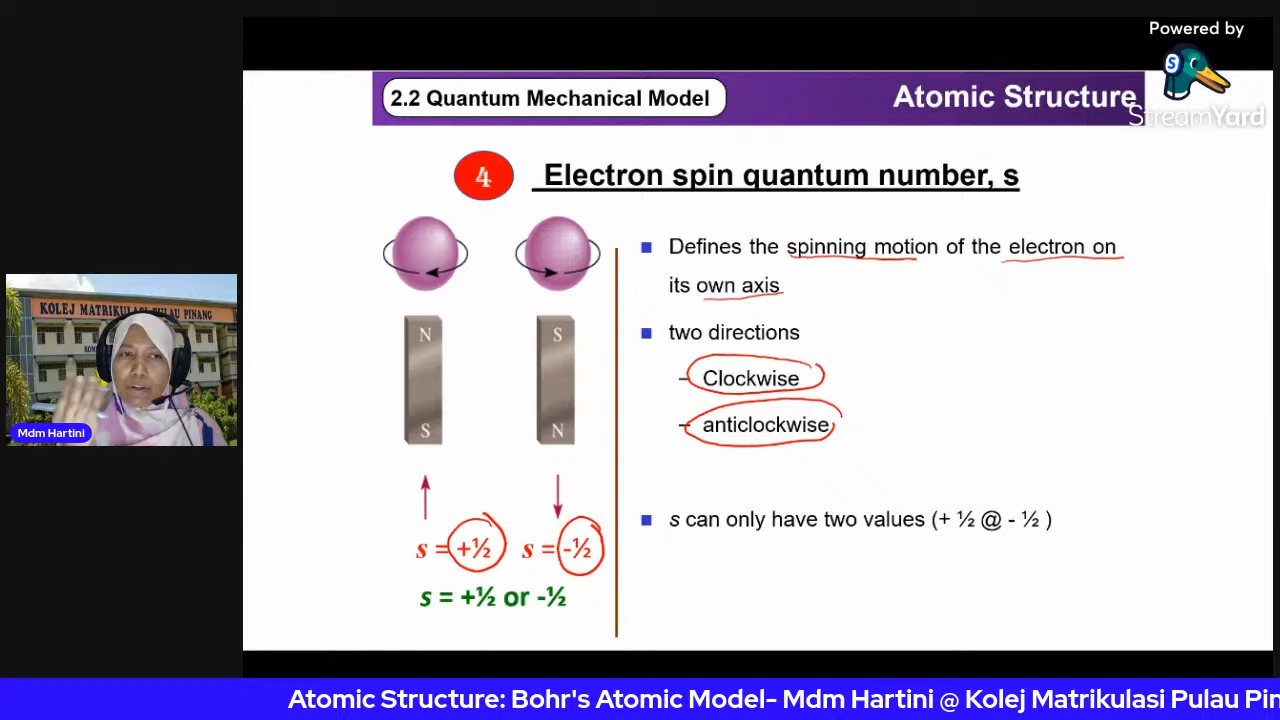 Powered by
S
StreamYard
2.2 Quantum Mechanical Model
Atomic Structure
4
Electron spin quantum number, s
N
S
S
N
s = +½
s = -½
s = +½ or -½
Defines the spinning motion of the electron on
its own axis
two directions
– Clockwise
– anticlockwise
s can only have two values (+ ½ @ - ½ )
KOLEJ MATRIKULASI PULAU PINANG
Mdm Hartini
Atomic Structure: Bohr's Atomic Model- Mdm Hartini @ Kolej Matrikulasi Pulau Pin